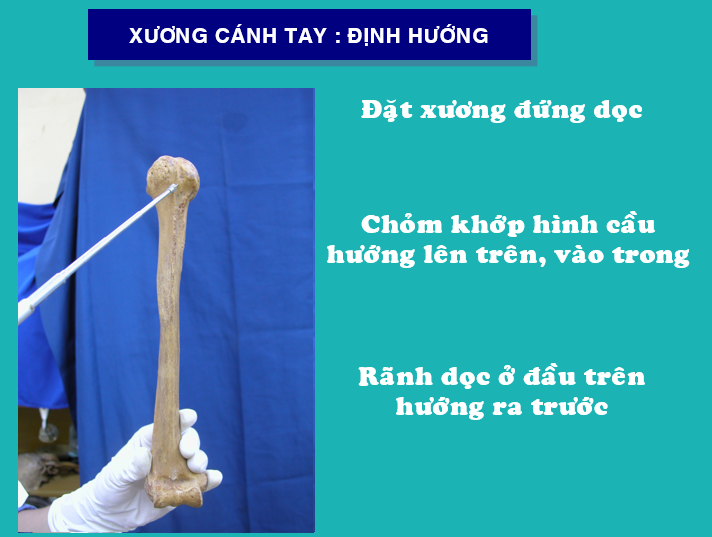 XƯƠNG CÁNH TAY : ĐỊNH HƯỚNG
Đặt xương đứng dọc
Chỏm khớp hình cầu
hướng lên trên, vào trong
Rãnh dọc ở đầu trên
hướng ra trước